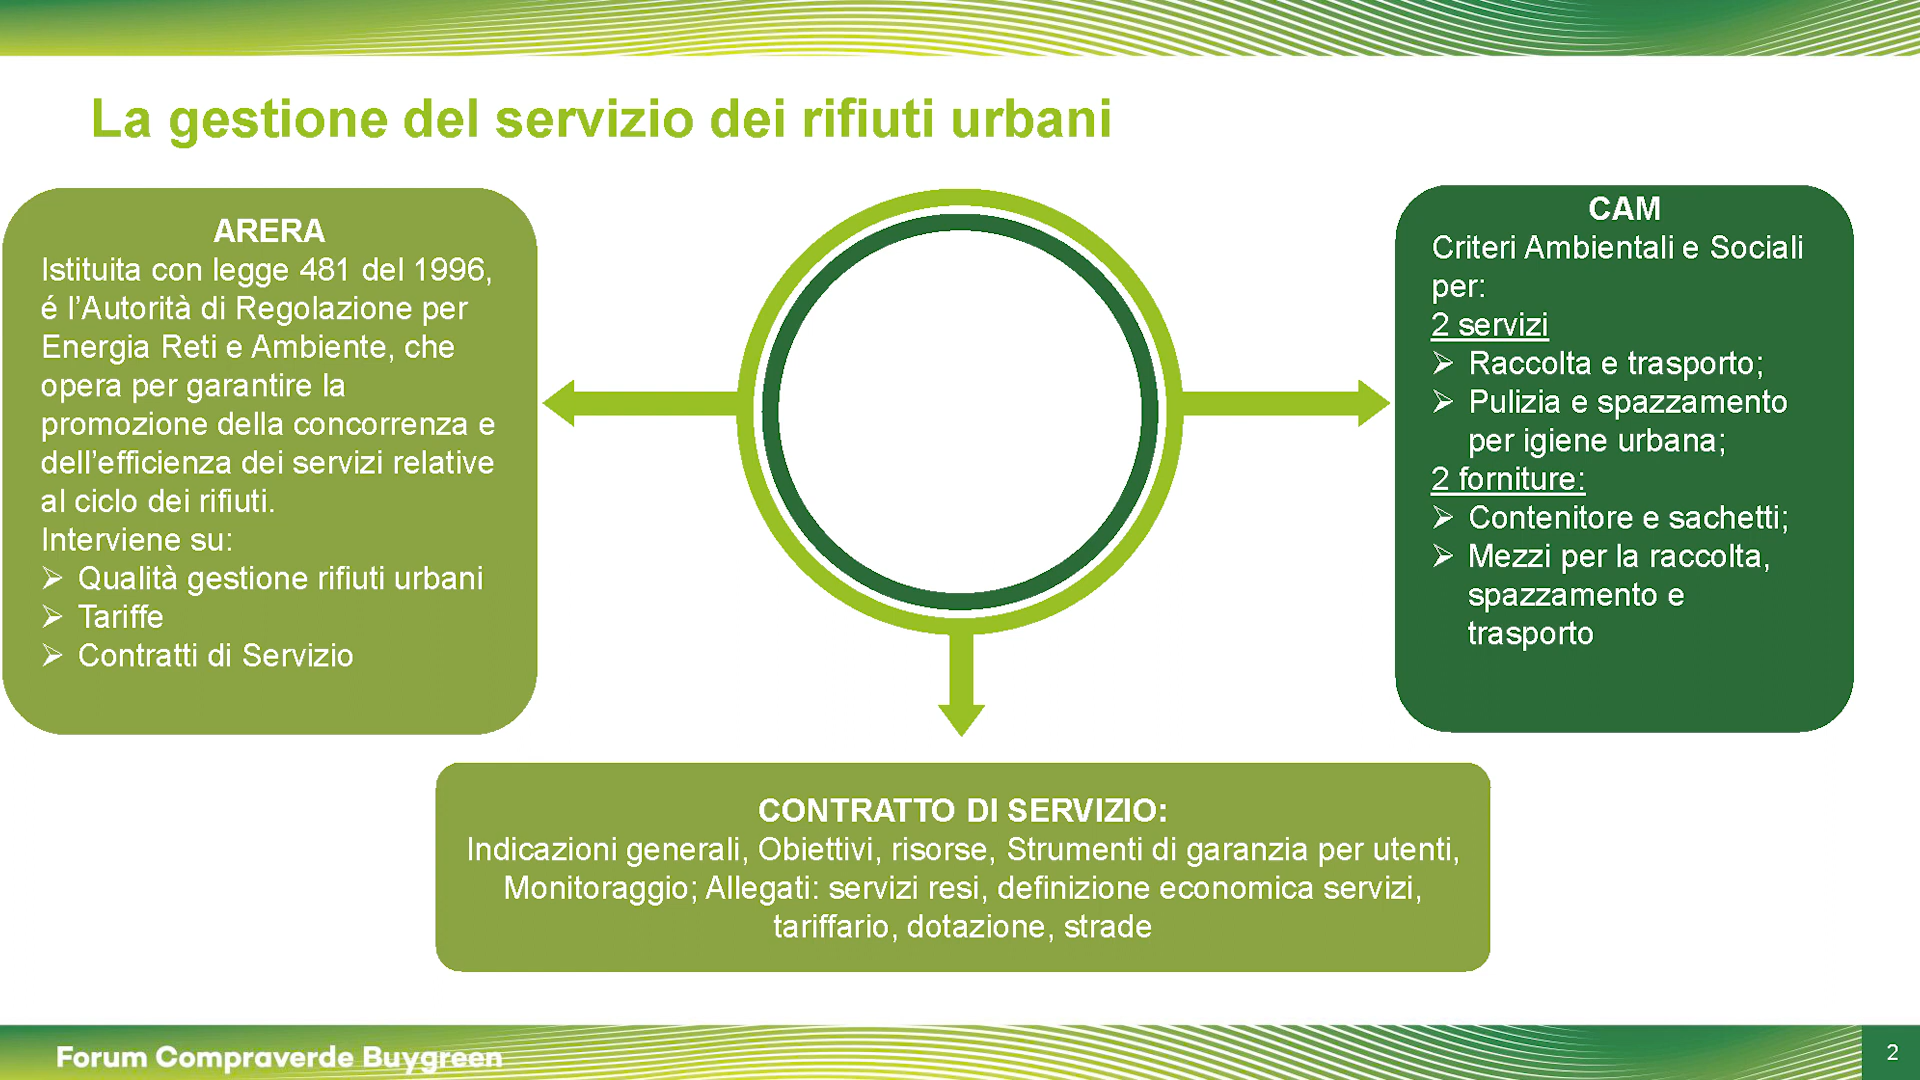 La gestione del servizio dei rifiuti urbani
ARERA
Istituita con legge 481 del 1996,
é l’Autorità di Regolazione per
Energia Reti e Ambiente, che
opera per garantire la
promozione della concorrenza e
dell’efficienza dei servizi relative
al ciclo dei rifiuti.
Interviene su:
⮚ Qualità gestione rifiuti urbani
⮚ Tariffe
⮚ Contratti di Servizio
CAM
Criteri Ambientali e Sociali
per:
2 servizi
⮚ Raccolta e trasporto;
⮚ Pulizia e spazzamento
per igiene urbana;
2 forniture:
⮚ Contenitore e sachetti;
⮚ Mezzi per la raccolta,
spazzamento e
trasporto
CONTRATTO DI SERVIZIO:
Indicazioni generali, Obiettivi, risorse, Strumenti di garanzia per utenti,
Monitoraggio; Allegati: servizi resi, definizione economica servizi,
tariffario, dotazione, strade
Forum Compraverde Buygreen
2